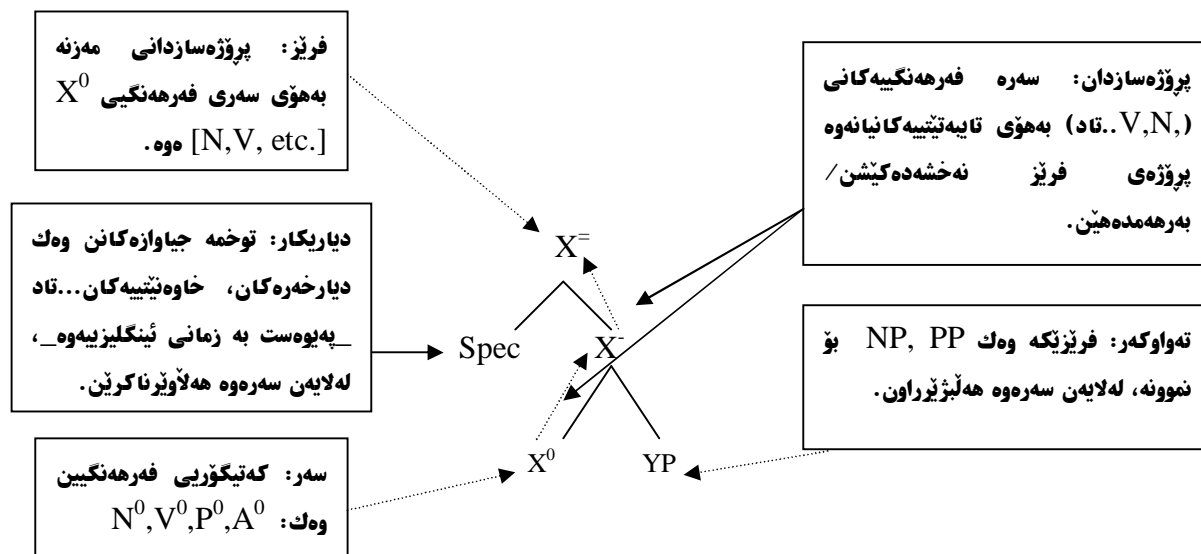 فرێز: پرۆژەسازدانی مەزنە
بەهۆی سەری فەرهەنگیی X⁰
[N,V, etc.] ەوە.
پرۆژەسازدان: سەرە فەرهەنگییەکانی
(V,N,..تاد) بەهۆی تایبەتێتییەکانیانەوە
پرۆژەی فرێز نەخشەدەکێشن/
بەرهەمدەهێن.
دیاریکار: توخمە جیاوازەکانن وەك
دیارخەرەکان، خاوەنێتییەکان...تاد
_پەیوەست بە زمانی ئینگلیزییەوە_،
لەلایەن سەرەوە هەڵاوێرناکرێن.
X⁼
Spec
X⁻
تەواوکەر: فرێزێکە وەك NP, PP بۆ
نموونە، لەلایەن سەرەوە هەڵبژێرراون.
سەر: کەتیگۆریی فەرهەنگیین
وەك: N⁰,V⁰,P⁰,A⁰
X⁰
YP